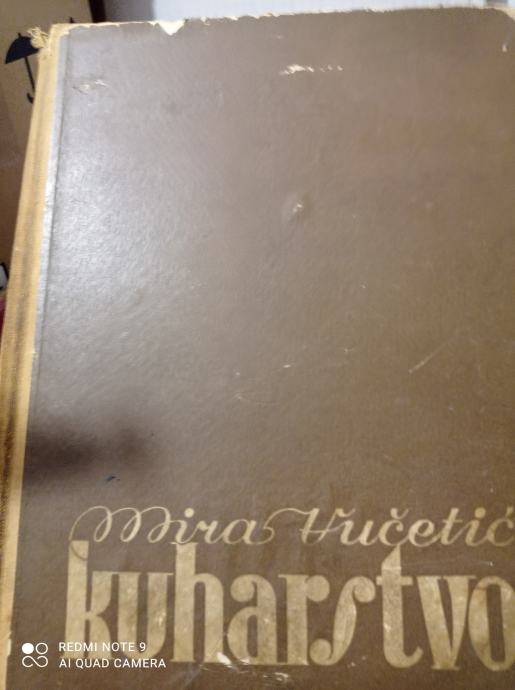 Mira Vučetić
kuharstvo
REDMI NOTE 9
AI QUAD CAMERA